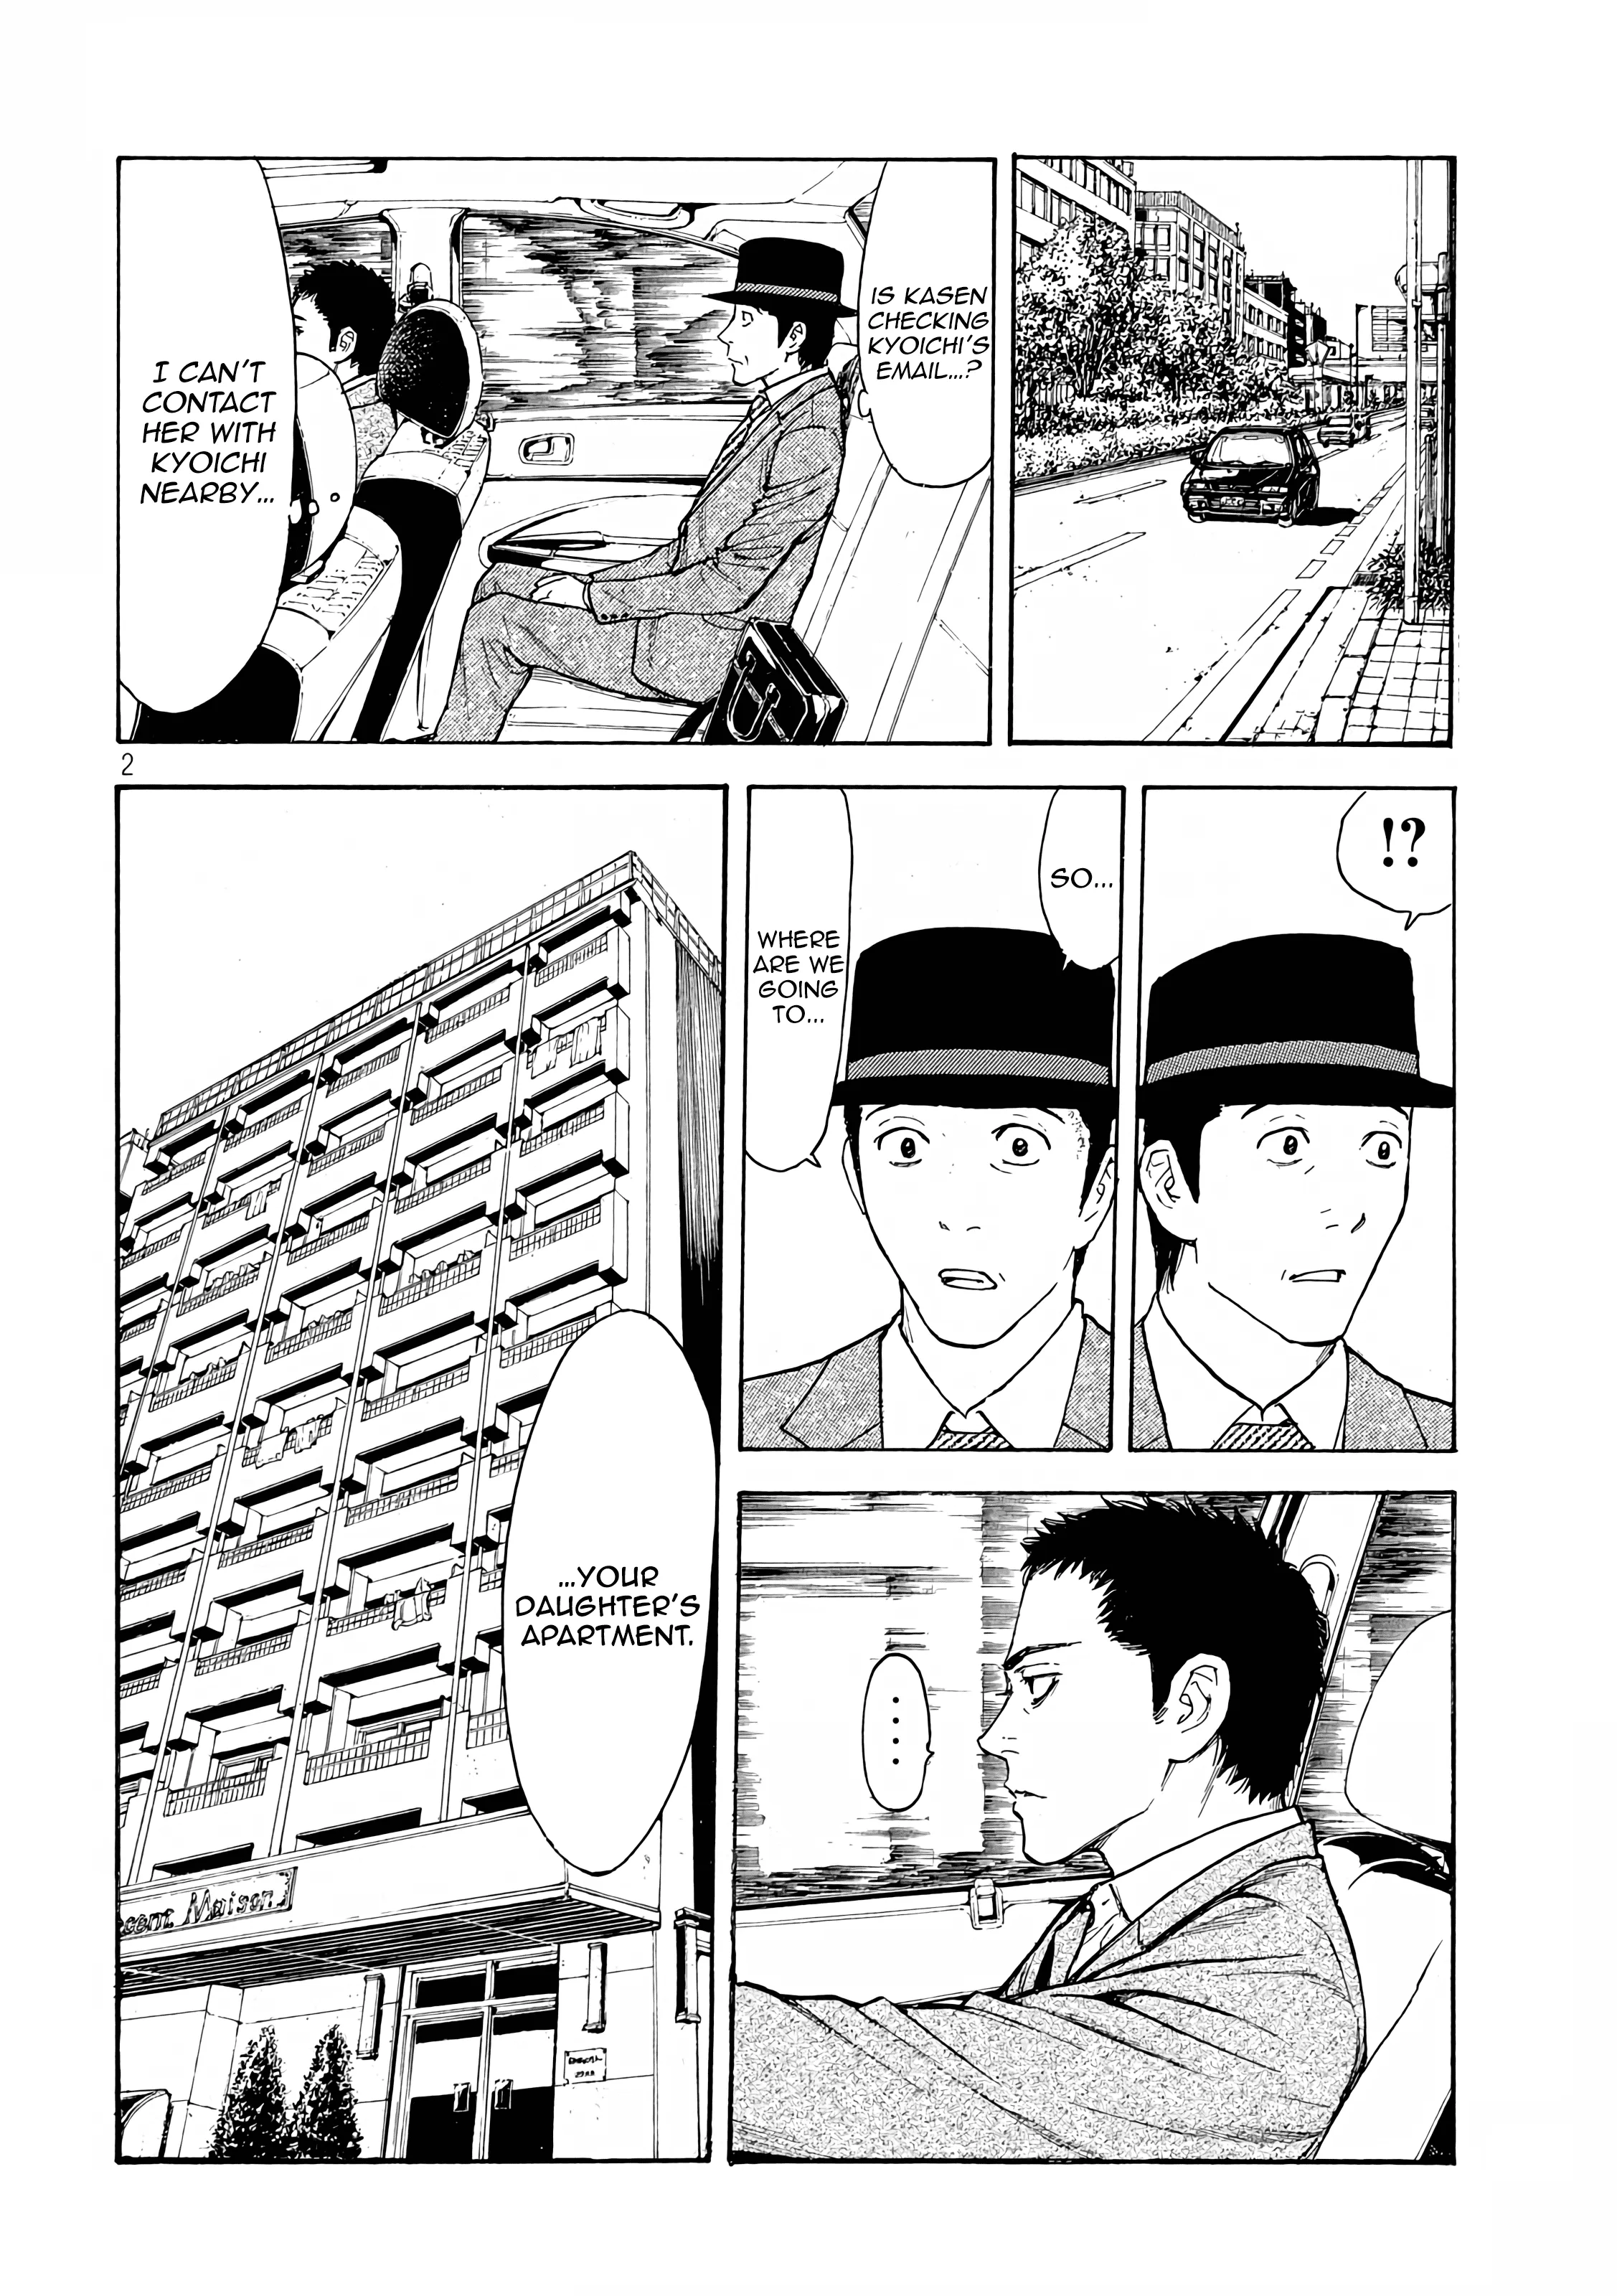 IS KASEN
CHECKING
KYOICHI'S
EMAIL...?
I CAN'T
CONTACT
HER WITH
KYOICHI
NEARBY...
2
!?
SO...
WHERE
ARE WE
GOING
TO...
....
...YOUR
DAUGHTER'S
APARTMENT.
Maison